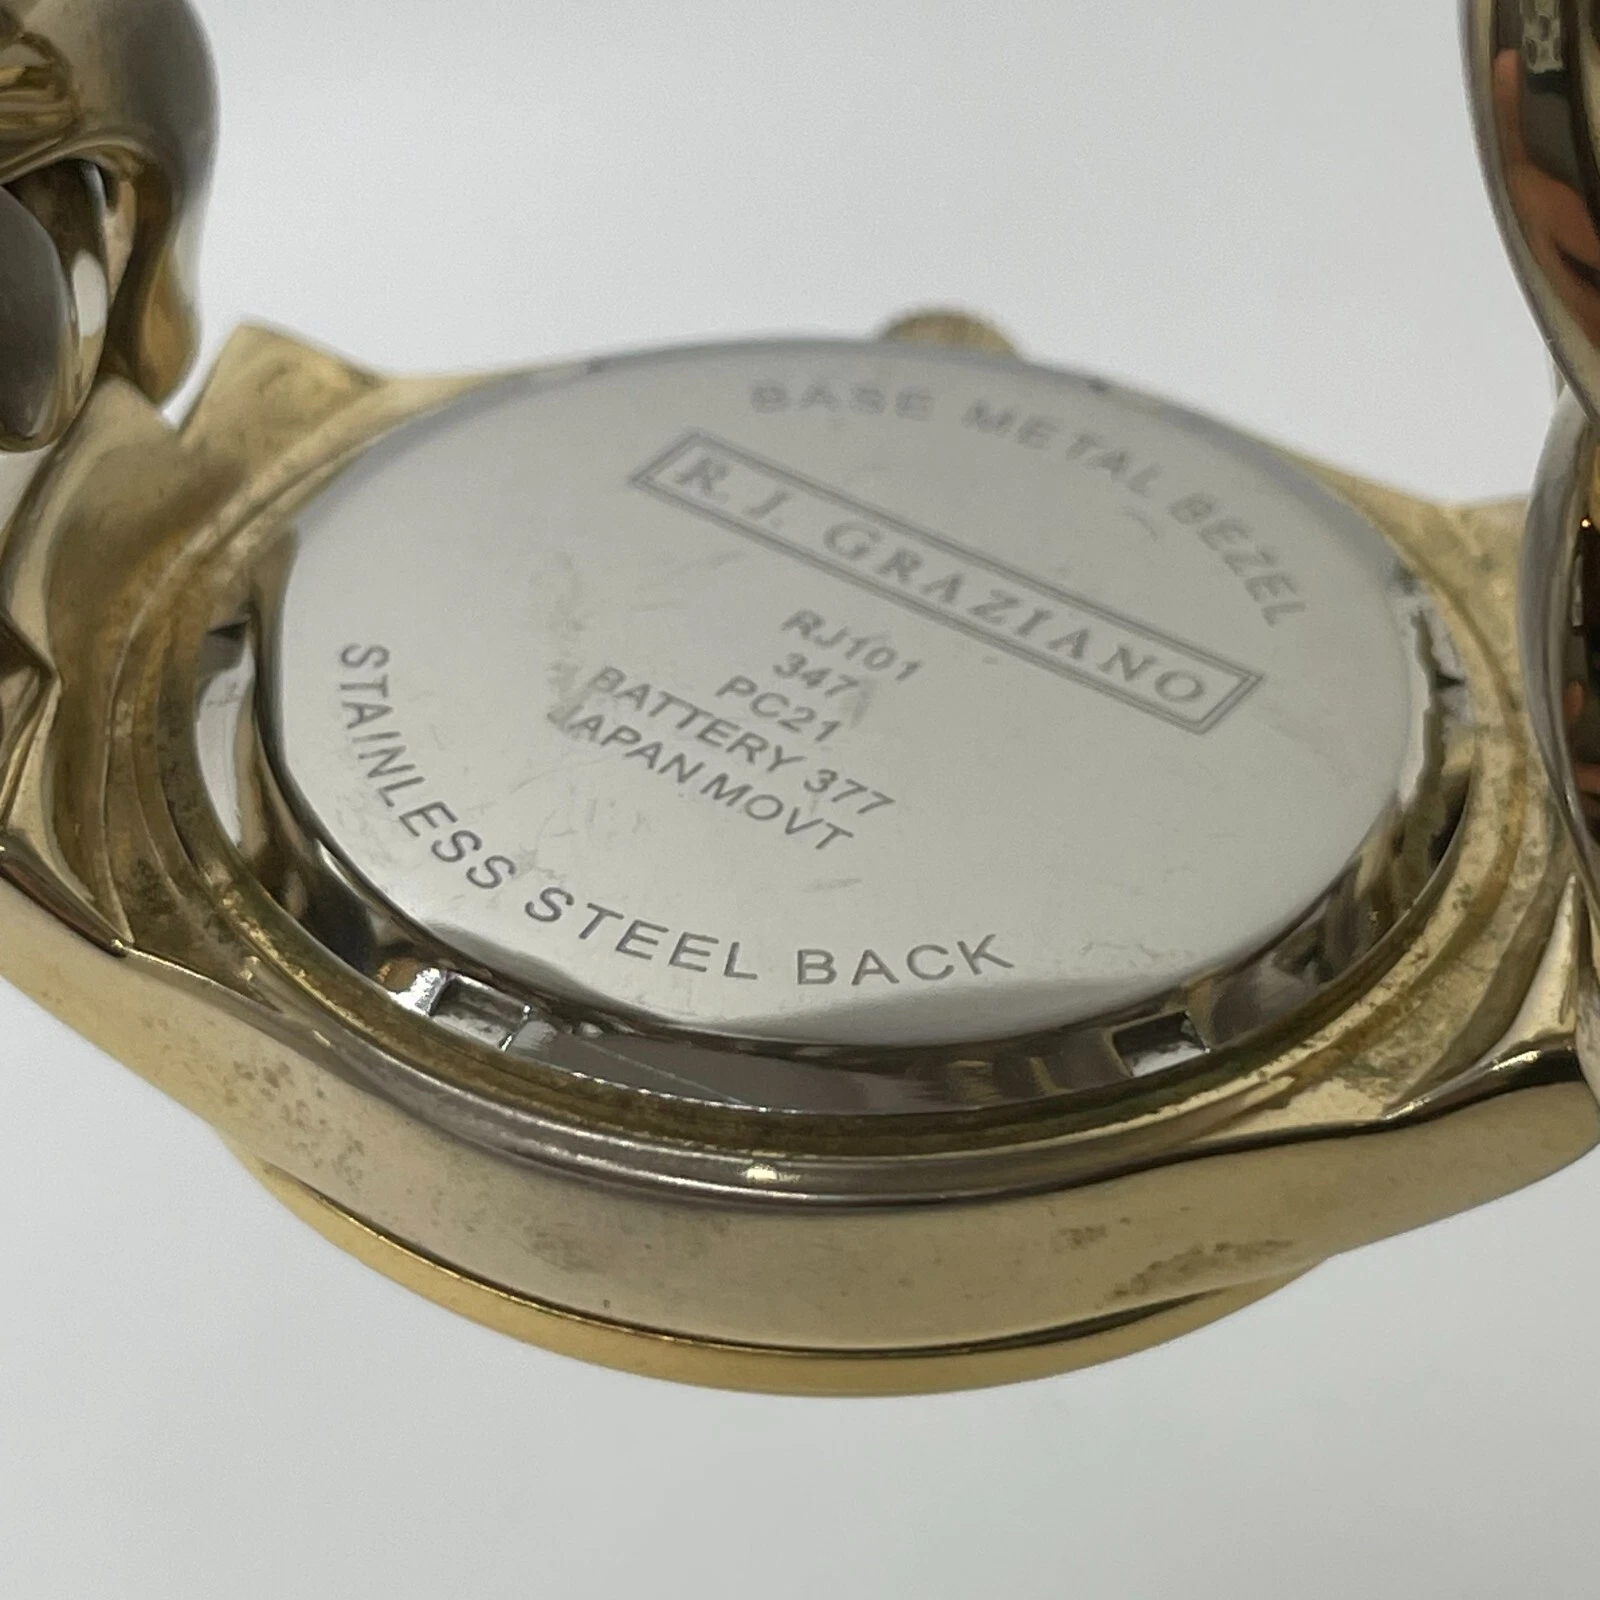 BASE METAL BEZEL
R. J. GRAZIANO
RJ101
347
PC21
BATTERY 377
JAPAN MOVT
STAINLESS STEEL BACK